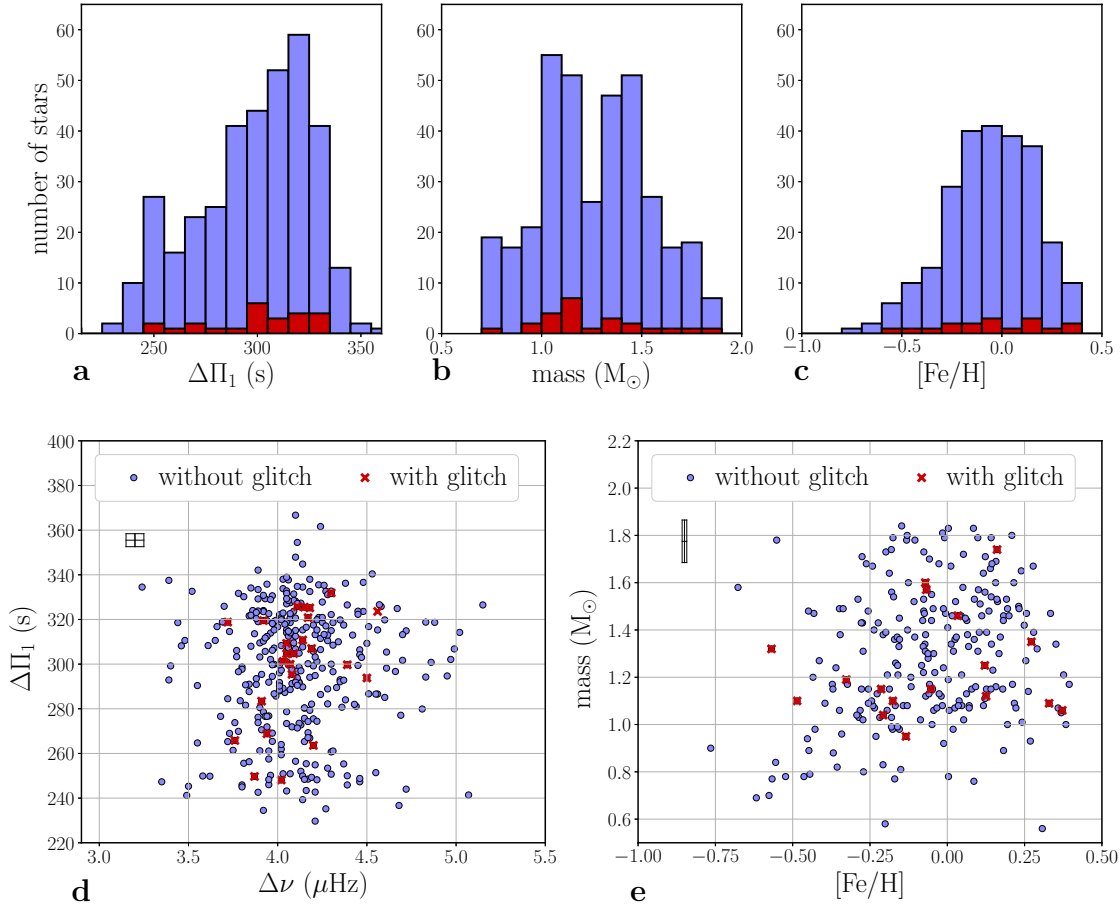 number of stars
60
50
40
30
20
10
0
250 300 350
a ΔΠ₁ (s)
0.5 1.0 1.5 2.0
b mass (M⊙)
−1.0 −0.5 0.0 0.5
c [Fe/H]
60
50
40
30
20
10
0
60
50
40
30
20
10
0
without glitch with glitch
ΔΠ₁ (s)
400
380
360
340
320
300
280
260
240
220
3.0 3.5 4.0 4.5 5.0 5.5
d Δν (μHz)
without glitch with glitch
mass (M⊙)
2.2
2.0
1.8
1.6
1.4
1.2
1.0
0.8
0.6
−1.00 −0.75 −0.50 −0.25 0.00 0.25 0.50
e [Fe/H]